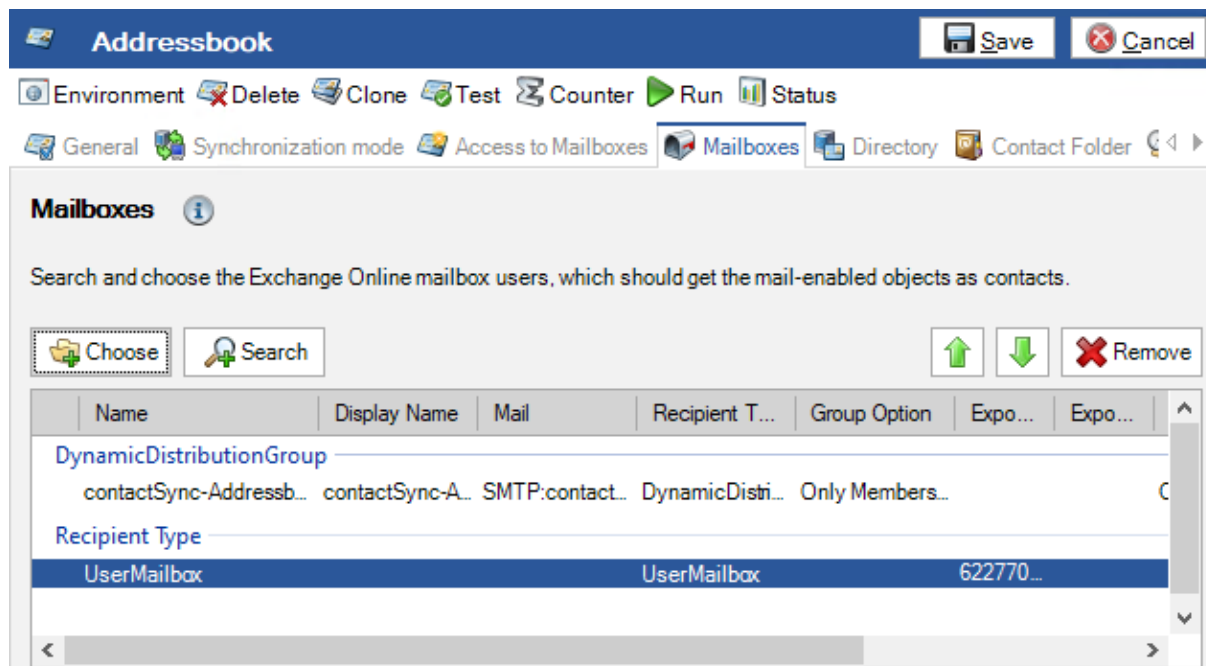 Addressbook Save Cancel
Environment Delete Clone Test Counter Run Status
General Synchronization mode Access to Mailboxes Mailboxes Directory Contact Folder
Mailboxes
Search and choose the Exchange Online mailbox users, which should get the mail-enabled objects as contacts.
Choose Search Remove
Name Display Name Mail Recipient T... Group Option Expo... Expo...
DynamicDistributionGroup
contactSync-Addressb... contactSync-A... SMTP:contact... DynamicDistri... Only Members...
Recipient Type
UserMailbox UserMailbox 622770...